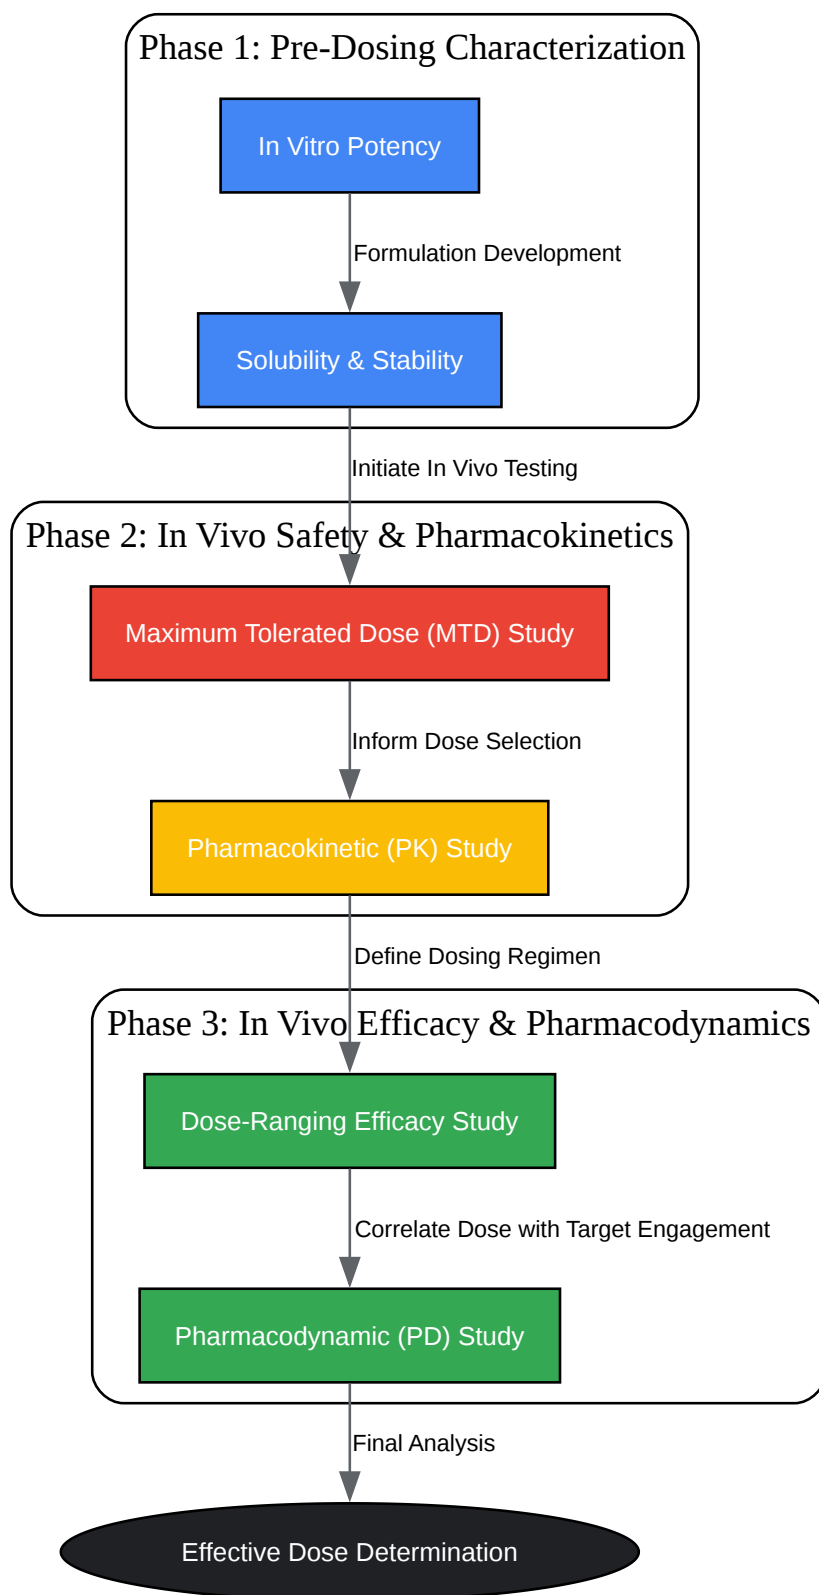 Phase 1: Pre-Dosing Characterization
In Vitro Potency
Formulation Development
Solubility & Stability
Initiate In Vivo Testing
Phase 2: In Vivo Safety & Pharmacokinetics
Maximum Tolerated Dose (MTD) Study
Inform Dose Selection
Pharmacokinetic (PK) Study
Define Dosing Regimen
Phase 3: In Vivo Efficacy & Pharmacodynamics
Dose-Ranging Efficacy Study
Correlate Dose with Target Engagement
Pharmacodynamic (PD) Study
Final Analysis
Effective Dose Determination